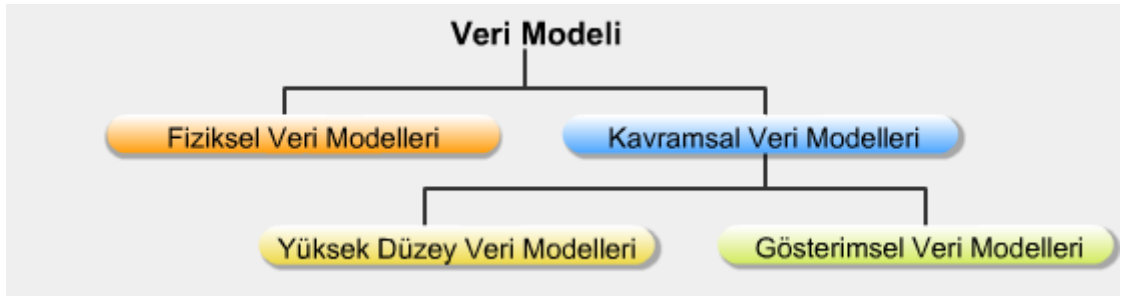 Veri Modeli
Fiziksel Veri Modelleri
Kavramsal Veri Modelleri
Yüksek Düzey Veri Modelleri
Gösterimsel Veri Modelleri